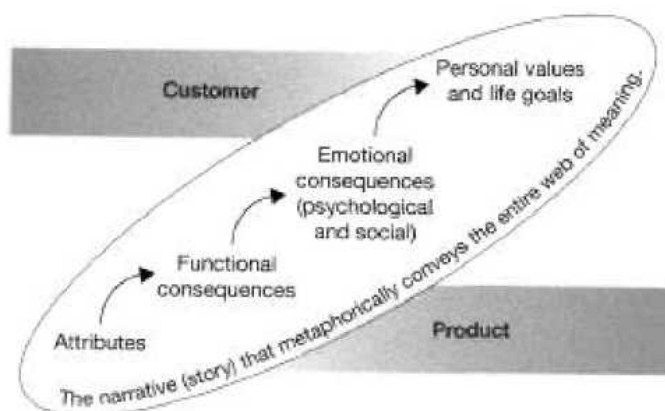 Customer
Personal values
and life goals
Emotional
consequences
(psychological
and social)
Functional
consequences
Attributes
Product
The narrative (story) that metaphorically conveys the entire web of meaning.